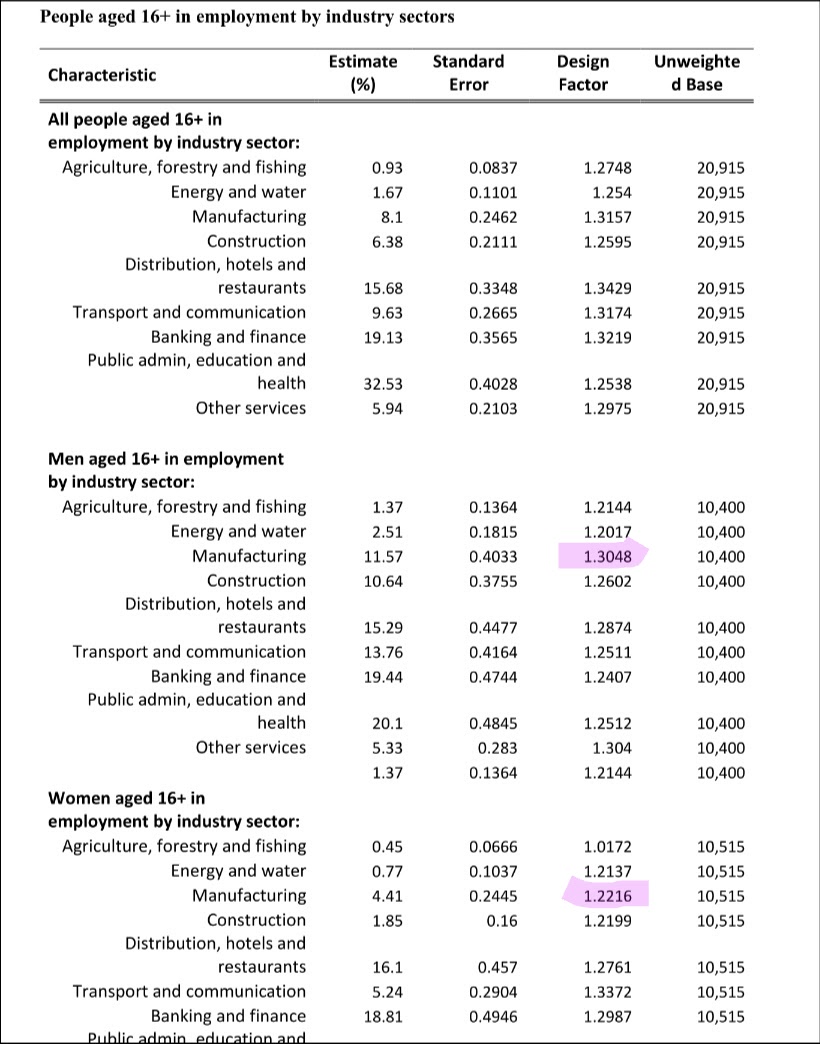 People aged 16+ in employment by industry sectors
Characteristic Estimate (%) Standard Error Design Factor Unweighte d Base
All people aged 16+ in
employment by industry sector:
Agriculture, forestry and fishing 0.93 0.0837 1.2748 20,915
Energy and water 1.67 0.1101 1.254 20,915
Manufacturing 8.1 0.2462 1.3157 20,915
Construction 6.38 0.2111 1.2595 20,915
Distribution, hotels and
restaurants 15.68 0.3348 1.3429 20,915
Transport and communication 9.63 0.2665 1.3174 20,915
Banking and finance 19.13 0.3565 1.3219 20,915
Public admin, education and
health 32.53 0.4028 1.2538 20,915
Other services 5.94 0.2103 1.2975 20,915
Men aged 16+ in employment
by industry sector:
Agriculture, forestry and fishing 1.37 0.1364 1.2144 10,400
Energy and water 2.51 0.1815 1.2017 10,400
Manufacturing 11.57 0.4033 1.3048 10,400
Construction 10.64 0.3755 1.2602 10,400
Distribution, hotels and
restaurants 15.29 0.4477 1.2874 10,400
Transport and communication 13.76 0.4164 1.2511 10,400
Banking and finance 19.44 0.4744 1.2407 10,400
Public admin, education and
health 20.1 0.4845 1.2512 10,400
Other services 5.33 0.283 1.304 10,400
1.37 0.1364 1.2144 10,400
Women aged 16+ in
employment by industry sector:
Agriculture, forestry and fishing 0.45 0.0666 1.0172 10,515
Energy and water 0.77 0.1037 1.2137 10,515
Manufacturing 4.41 0.2445 1.2216 10,515
Construction 1.85 0.16 1.2199 10,515
Distribution, hotels and
restaurants 16.1 0.457 1.2761 10,515
Transport and communication 5.24 0.2904 1.3372 10,515
Banking and finance 18.81 0.4946 1.2987 10,515
Public admin, education and